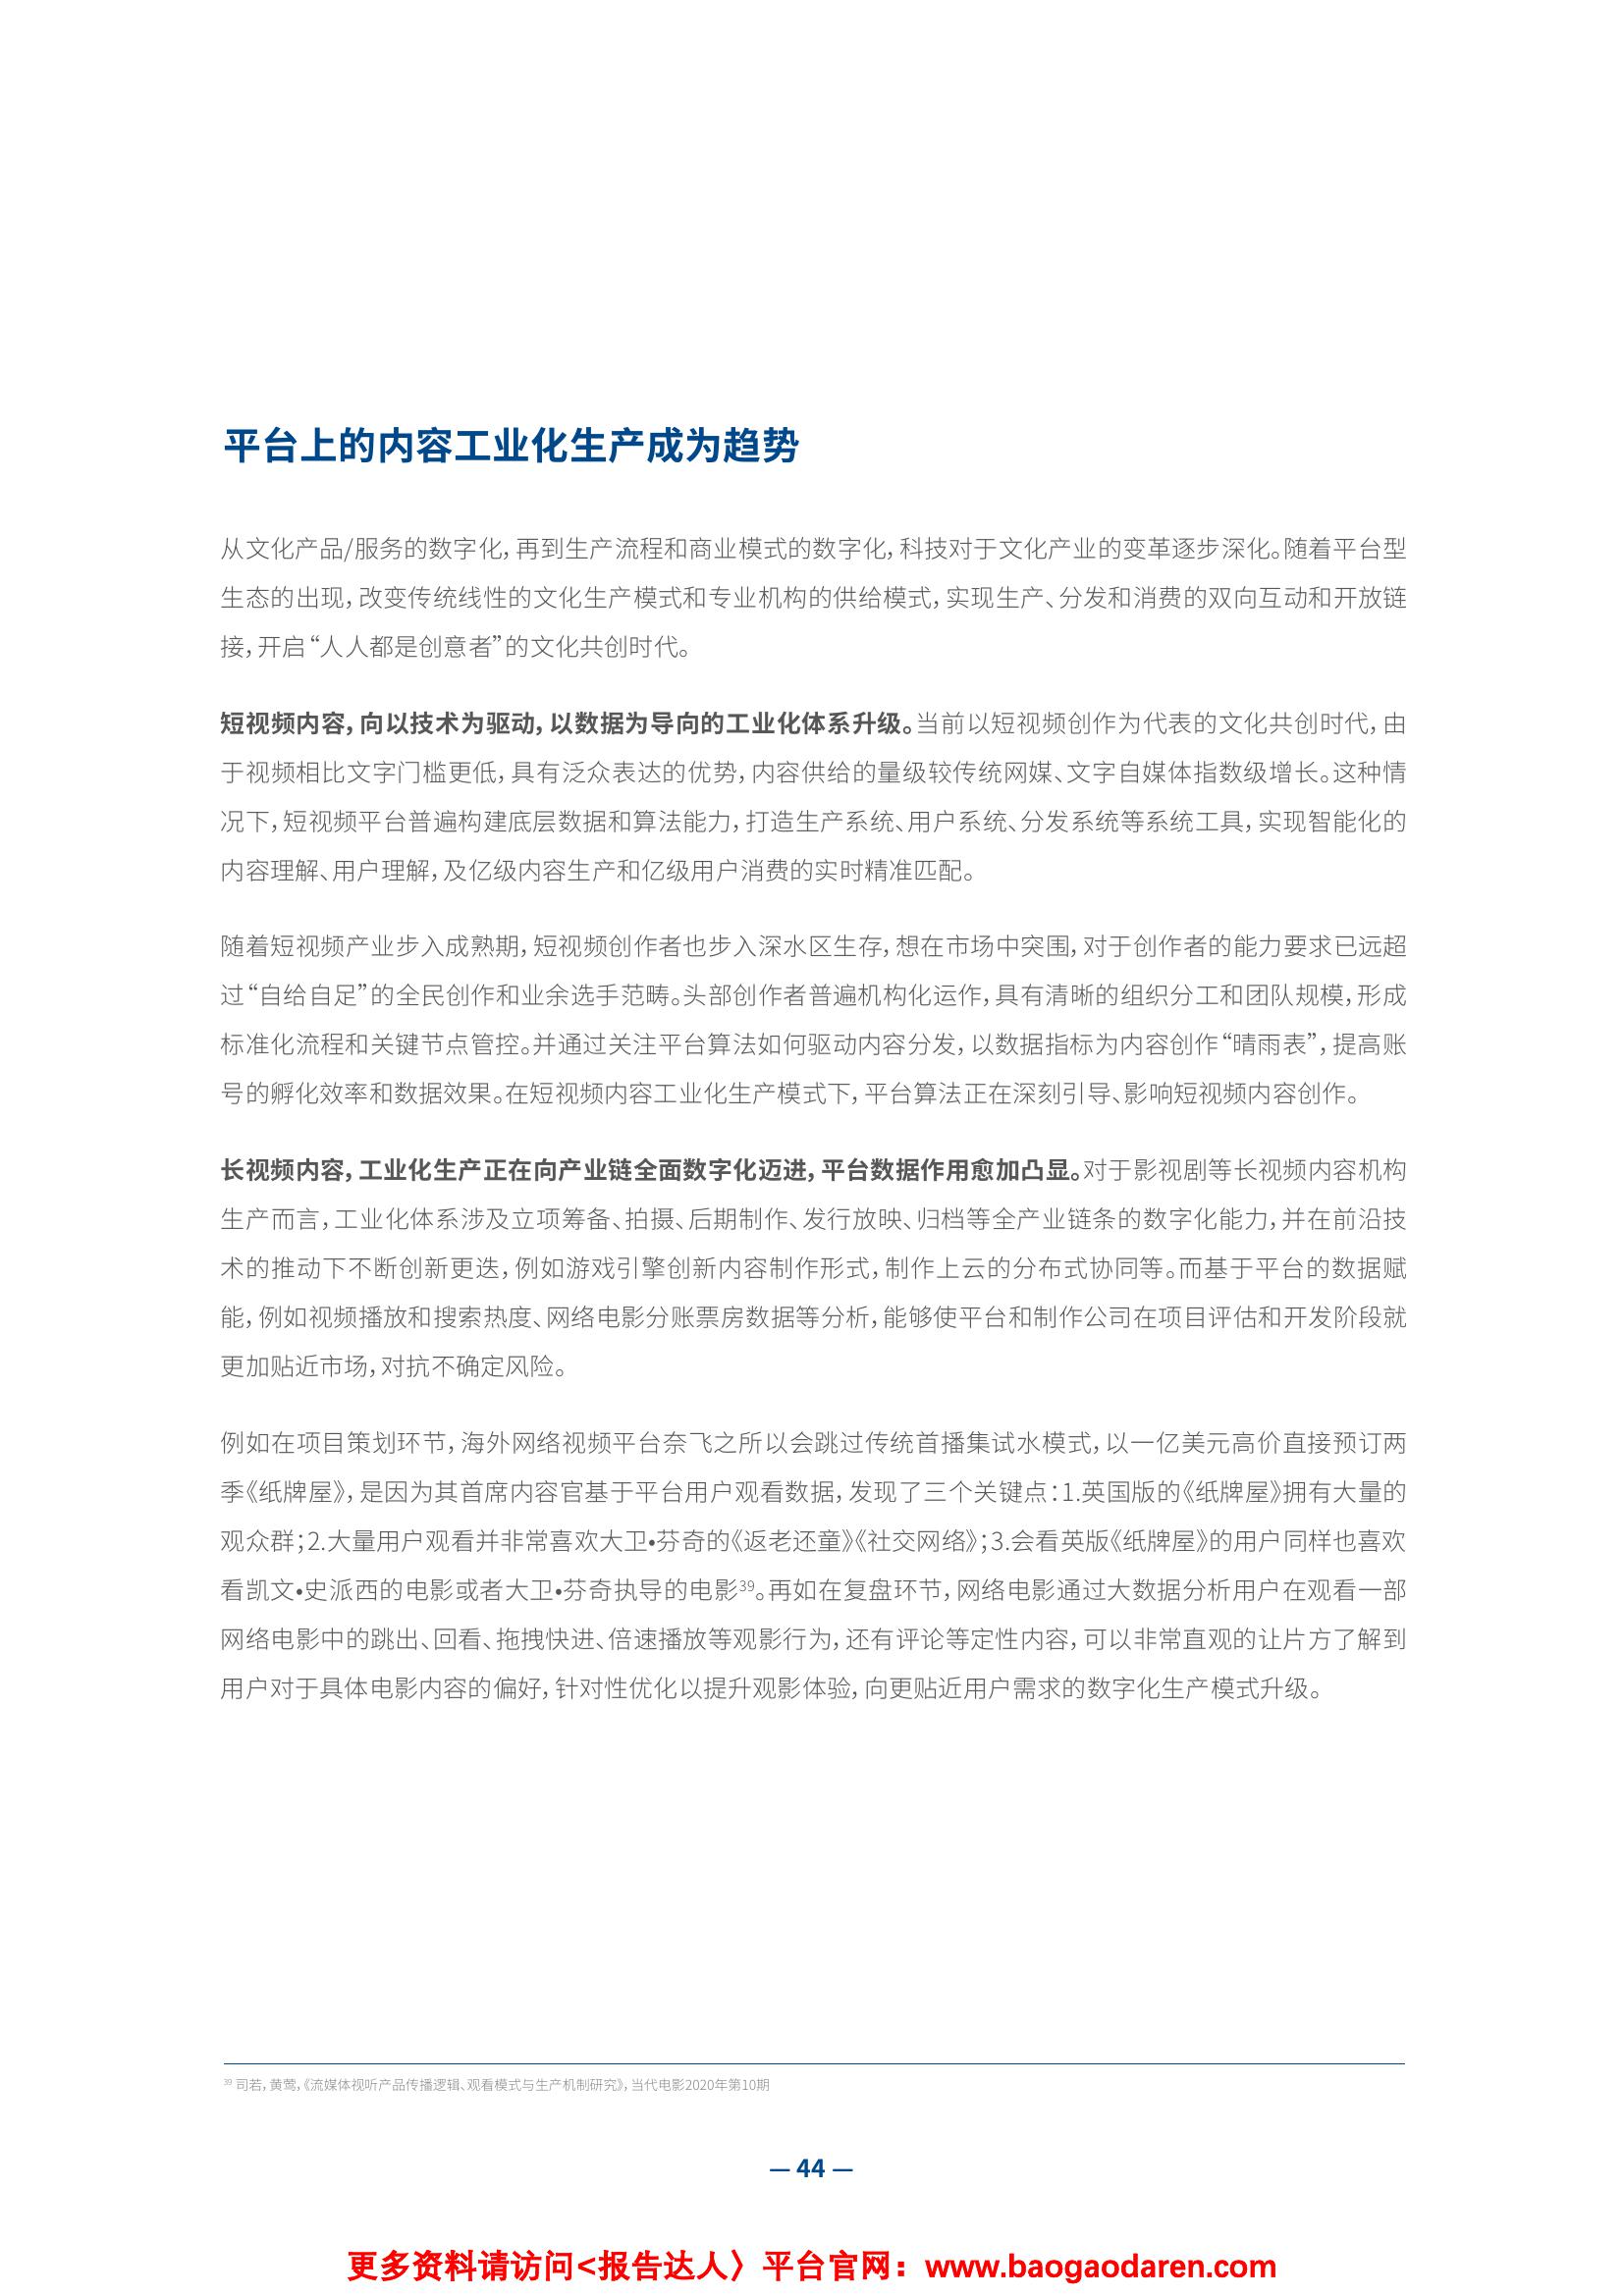 平台上的内容工业化生产成为趋势
从文化产品/服务的数字化，再到生产流程和商业模式的数字化，科技对于文化产业的变革逐步深化。随着平台型
生态的出现，改变传统线性的文化生产模式和专业机构的供给模式，实现生产、分发和消费的双向互动和开放链
接，开启“人人都是创意者”的文化共创时代。
短视频内容，向以技术为驱动，以数据为导向的工业化体系升级。当前以短视频创作为代表的文化共创时代，由
于视频相比文字门槛更低，具有泛众表达的优势，内容供给的量级较传统网媒、文字自媒体指数级增长。这种情
况下，短视频平台普遍构建底层数据和算法能力，打造生产系统、用户系统、分发系统等系统工具，实现智能化的
内容理解、用户理解，及亿级内容生产和亿级用户消费的实时精准匹配。
随着短视频产业步入成熟期，短视频创作者也步入深水区生存，想在市场中突围，对于创作者的能力要求已远超
过“自给自足”的全民创作和业余选手范畴。头部创作者普遍机构化运作，具有清晰的组织分工和团队规模，形成
标准化流程和关键节点管控。并通过关注平台算法如何驱动内容分发，以数据指标为内容创作“晴雨表”，提高账
号的孵化效率和数据效果。在短视频内容工业化生产模式下，平台算法正在深刻引导、影响短视频内容创作。
长视频内容，工业化生产正在向产业链全面数字化迈进，平台数据作用愈加凸显。对于影视剧等长视频内容机构
生产而言，工业化体系涉及立项筹备、拍摄、后期制作、发行放映、归档等全产业链条的数字化能力，并在前沿技
术的推动下不断创新更迭，例如游戏引擎创新内容制作形式，制作上云的分布式协同等。而基于平台的数据赋
能，例如视频播放和搜索热度、网络电影分账票房数据等分析，能够使平台和制作公司在项目评估和开发阶段就
更加贴近市场，对抗不确定风险。
例如在项目策划环节，海外网络视频平台奈飞之所以会跳过传统首播集试水模式，以一亿美元高价直接预订两
季《纸牌屋》，是因为其首席内容官基于平台用户观看数据，发现了三个关键点：1.英国版的《纸牌屋》拥有大量的
观众群；2.大量用户观看并非常喜欢大卫•芬奇的《返老还童》《社交网络》；3.会看英版《纸牌屋》的用户同样也喜欢
看凯文•史派西的电影或者大卫•芬奇执导的电影39。再如在复盘环节，网络电影通过大数据分析用户在观看一部
网络电影中的跳出、回看、拖拽快进、倍速播放等观影行为，还有评论等定性内容，可以非常直观的让片方了解到
用户对于具体电影内容的偏好，针对性优化以提升观影体验，向更贴近用户需求的数字化生产模式升级。
39 司若，黄莺，《流媒体视听产品传播逻辑、观看模式与生产机制研究》，当代电影2020年第10期
— 44 —
更多资料请访问<报告达人〉平台官网：www.baogaodaren.com